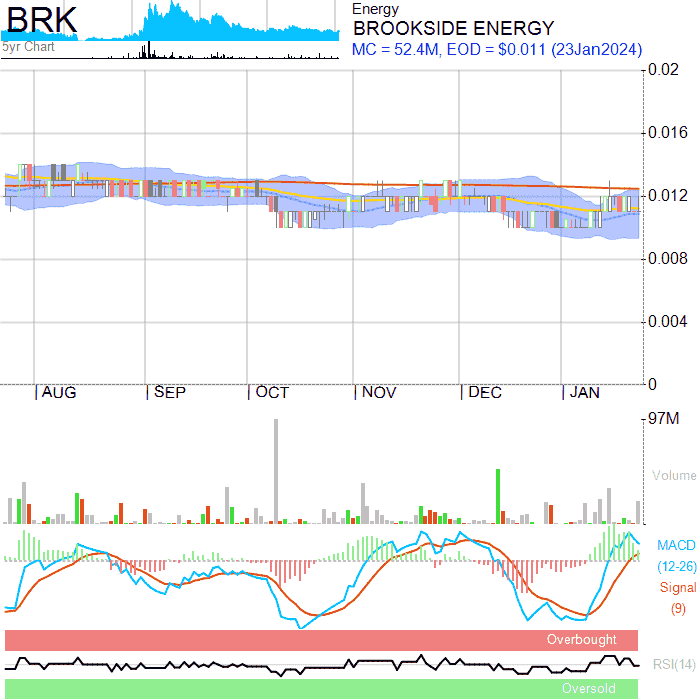 BRK
5yr Chart
Energy
BROOKSIDE ENERGY
MC = 52.4M, EOD = $0.011 (23Jan2024)
0.02
0.016
0.012
0.008
0.004
0
AUG SEP OCT NOV DEC JAN
97M
Volume
MACD
(12-26)
Signal
(9)
Overbought
RSI(14)
Oversold